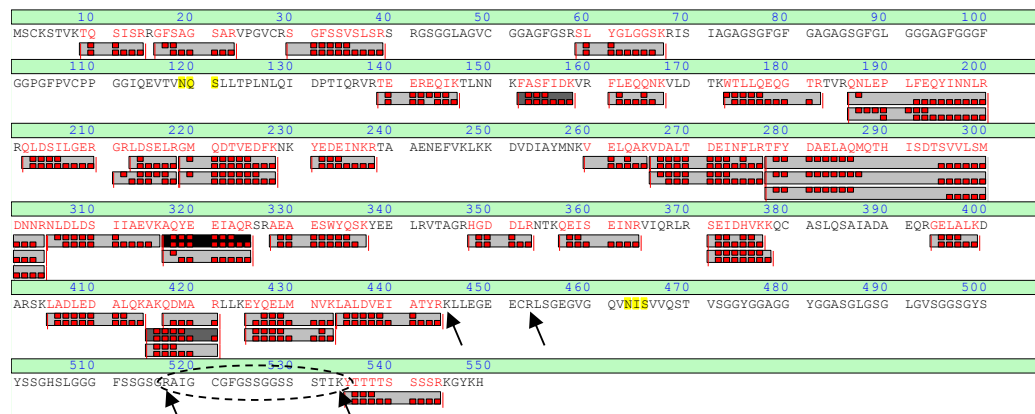 10 20 30 40 50 60 70 80 90 100
MSCKSTVKTQ SISRRGFSAG SARVPGVCRS GFSSVSLSRS RGSGGLAGVC GGAGFGSRSL YGLGGSKRIS IAGAGSGFGF GAGAGSGFGL GGGAGFGGGF
110 120 130 140 150 160 170 180 190 200
GGPGFPVCPP GGIQEVTVNQ SLLTPLNLQI DPTIQRVRTE EREQIKTLNN KFASFIDKVR FLEQQNKVLD TKWTLLQEQG TRTVRQNLEP LFEQYINNLR
210 220 230 240 250 260 270 280 290 300
RQLDSILGER GRLDSELRGM QDTVEDFKNK YEDEINKRTA AENEFVKLKK DVDIAYMNKV ELQAKVDALT DEINFLRTFY DAELAQMQTH ISDTSVVLSM
310 320 330 340 350 360 370 380 390 400
DNNRNLDLDS IIAEVKAQYE EIAQRSRAEA ESWYQSKYEE LRVTAGRHGD DLRNTKQEIS EINRVIQRLR SEIDHVKKQC ASLQSAIADA EQRGELALKD
410 420 430 440 450 460 470 480 490 500
ARSKLADLED ALQKAKQDMA RLLKEYQELM NVKLALDVEI ATYRKLLEGE ECRLSGEGVG QVNISVVQST VSGGYGGAGG YGGASGLGSG LGVSGGSGYS
510 520 530 540 550
YSSGHSLGGG FSSGSGRAIG CGFGSSGGSS STIKYTTTTS SSSRKGYKH